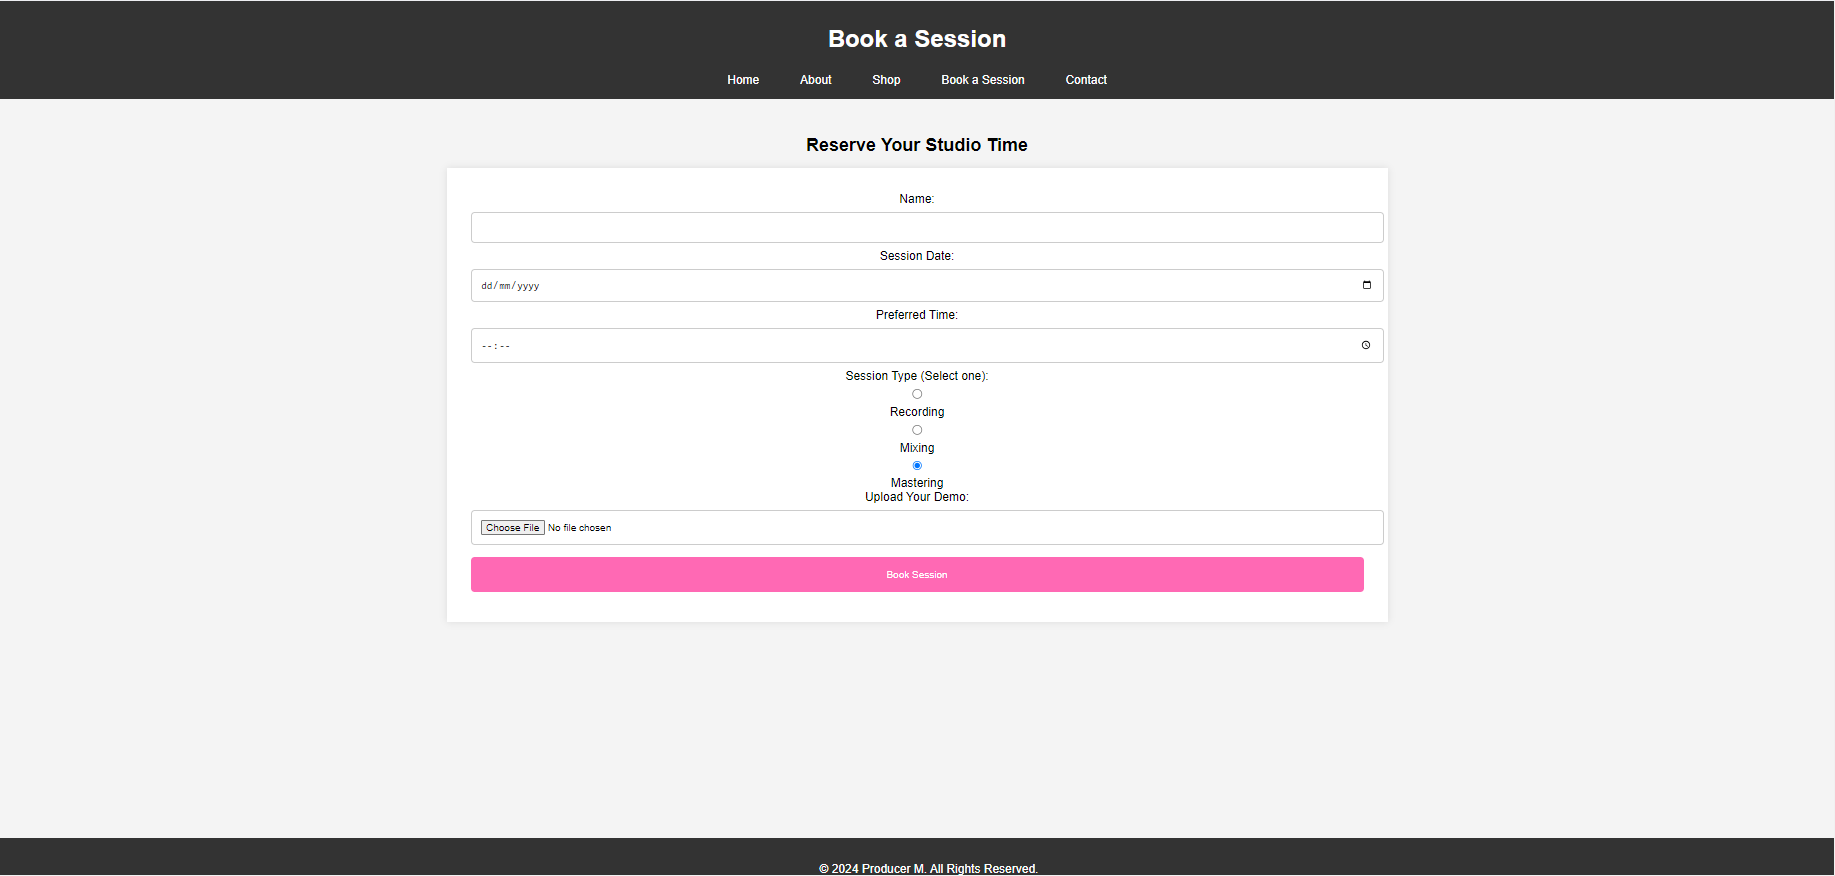 Book a Session
Home About Shop Book a Session Contact
Reserve Your Studio Time
Name:
Session Date:
dd/mm/yyyy
Preferred Time:
--:--
Session Type (Select one):
Recording
Mixing
Mastering
Upload Your Demo:
Choose File No file chosen
Book Session
© 2024 Producer M. All Rights Reserved.